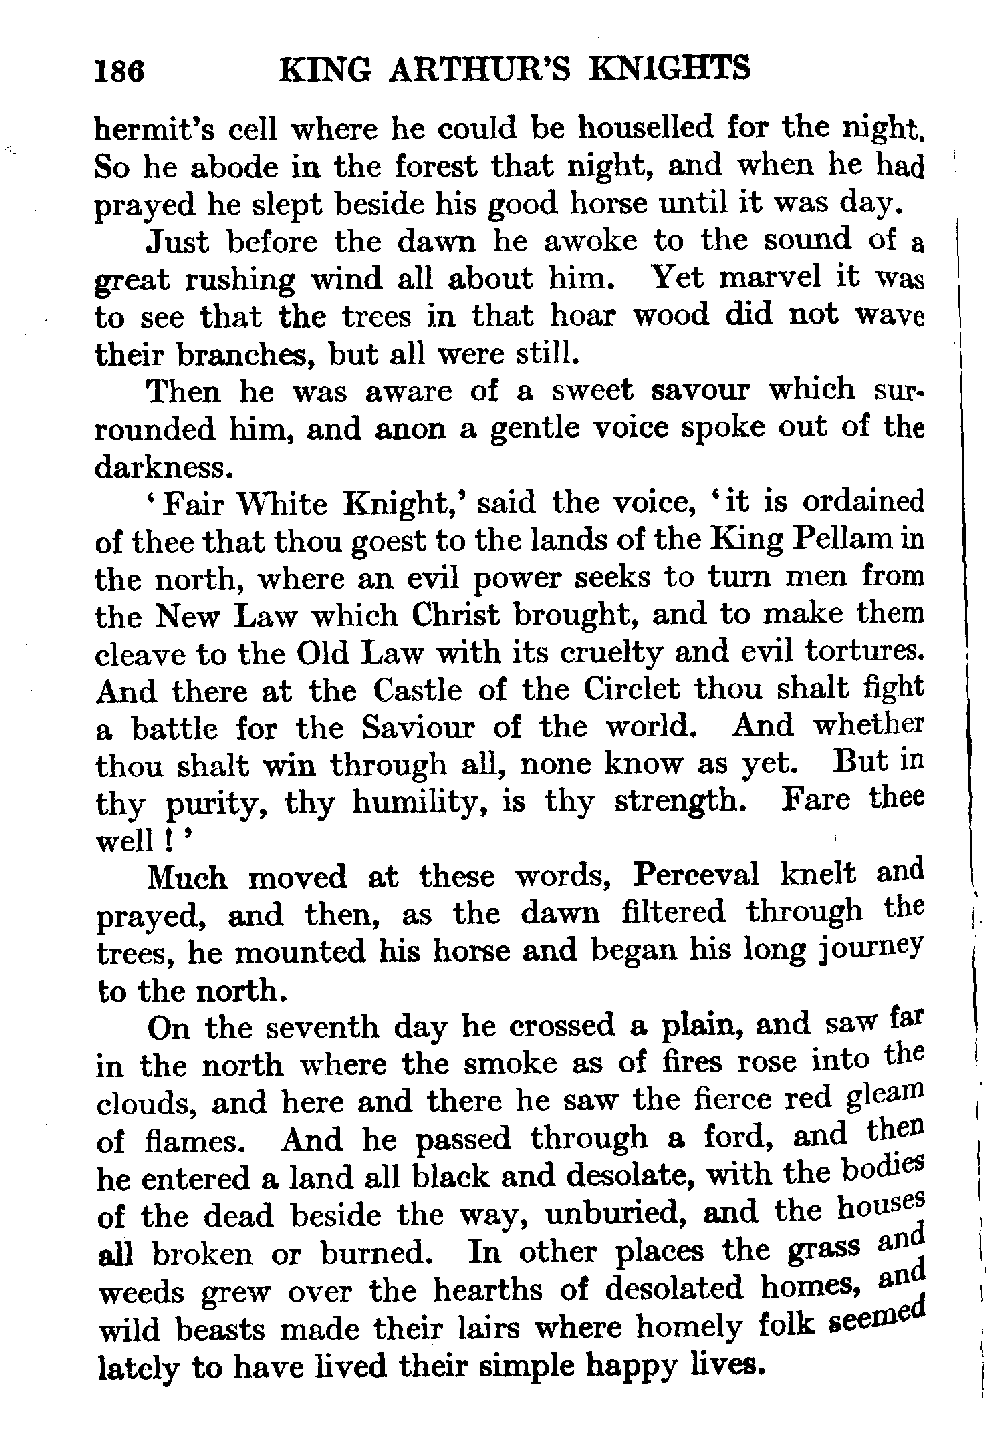 186 KING ARTHUR'S KNIGHTS
hermit's cell where he could be houselled for the night.
So he abode in the forest that night, and when he had
prayed he slept beside his good horse until it was day.
Just before the dawn he awoke to the sound of a
great rushing wind all about him. Yet marvel it was
to see that the trees in that hoar wood did not wave
their branches, but all were still.
Then he was aware of a sweet savour which sur-
rounded him, and anon a gentle voice spoke out of the
darkness.
‘Fair White Knight,’ said the voice, ‘it is ordained
of thee that thou goest to the lands of the King Pellam in
the north, where an evil power seeks to turn men from
the New Law which Christ brought, and to make them
cleave to the Old Law with its cruelty and evil tortures.
And there at the Castle of the Circlet thou shalt fight
a battle for the Saviour of the world. And whether
thou shalt win through all, none know as yet. But in
thy purity, thy humility, is thy strength. Fare thee
well!’
Much moved at these words, Perceval knelt and
prayed, and then, as the dawn filtered through the
trees, he mounted his horse and began his long journey
to the north.
On the seventh day he crossed a plain, and saw far
in the north where the smoke as of fires rose into the
clouds, and here and there he saw the fierce red gleam
of flames. And he passed through a ford, and then
he entered a land all black and desolate, with the bodies
of the dead beside the way, unburied, and the houses
all broken or burned. In other places the grass and
weeds grew over the hearths of desolated homes, and
wild beasts made their lairs where homely folk seemed
lately to have lived their simple happy lives.